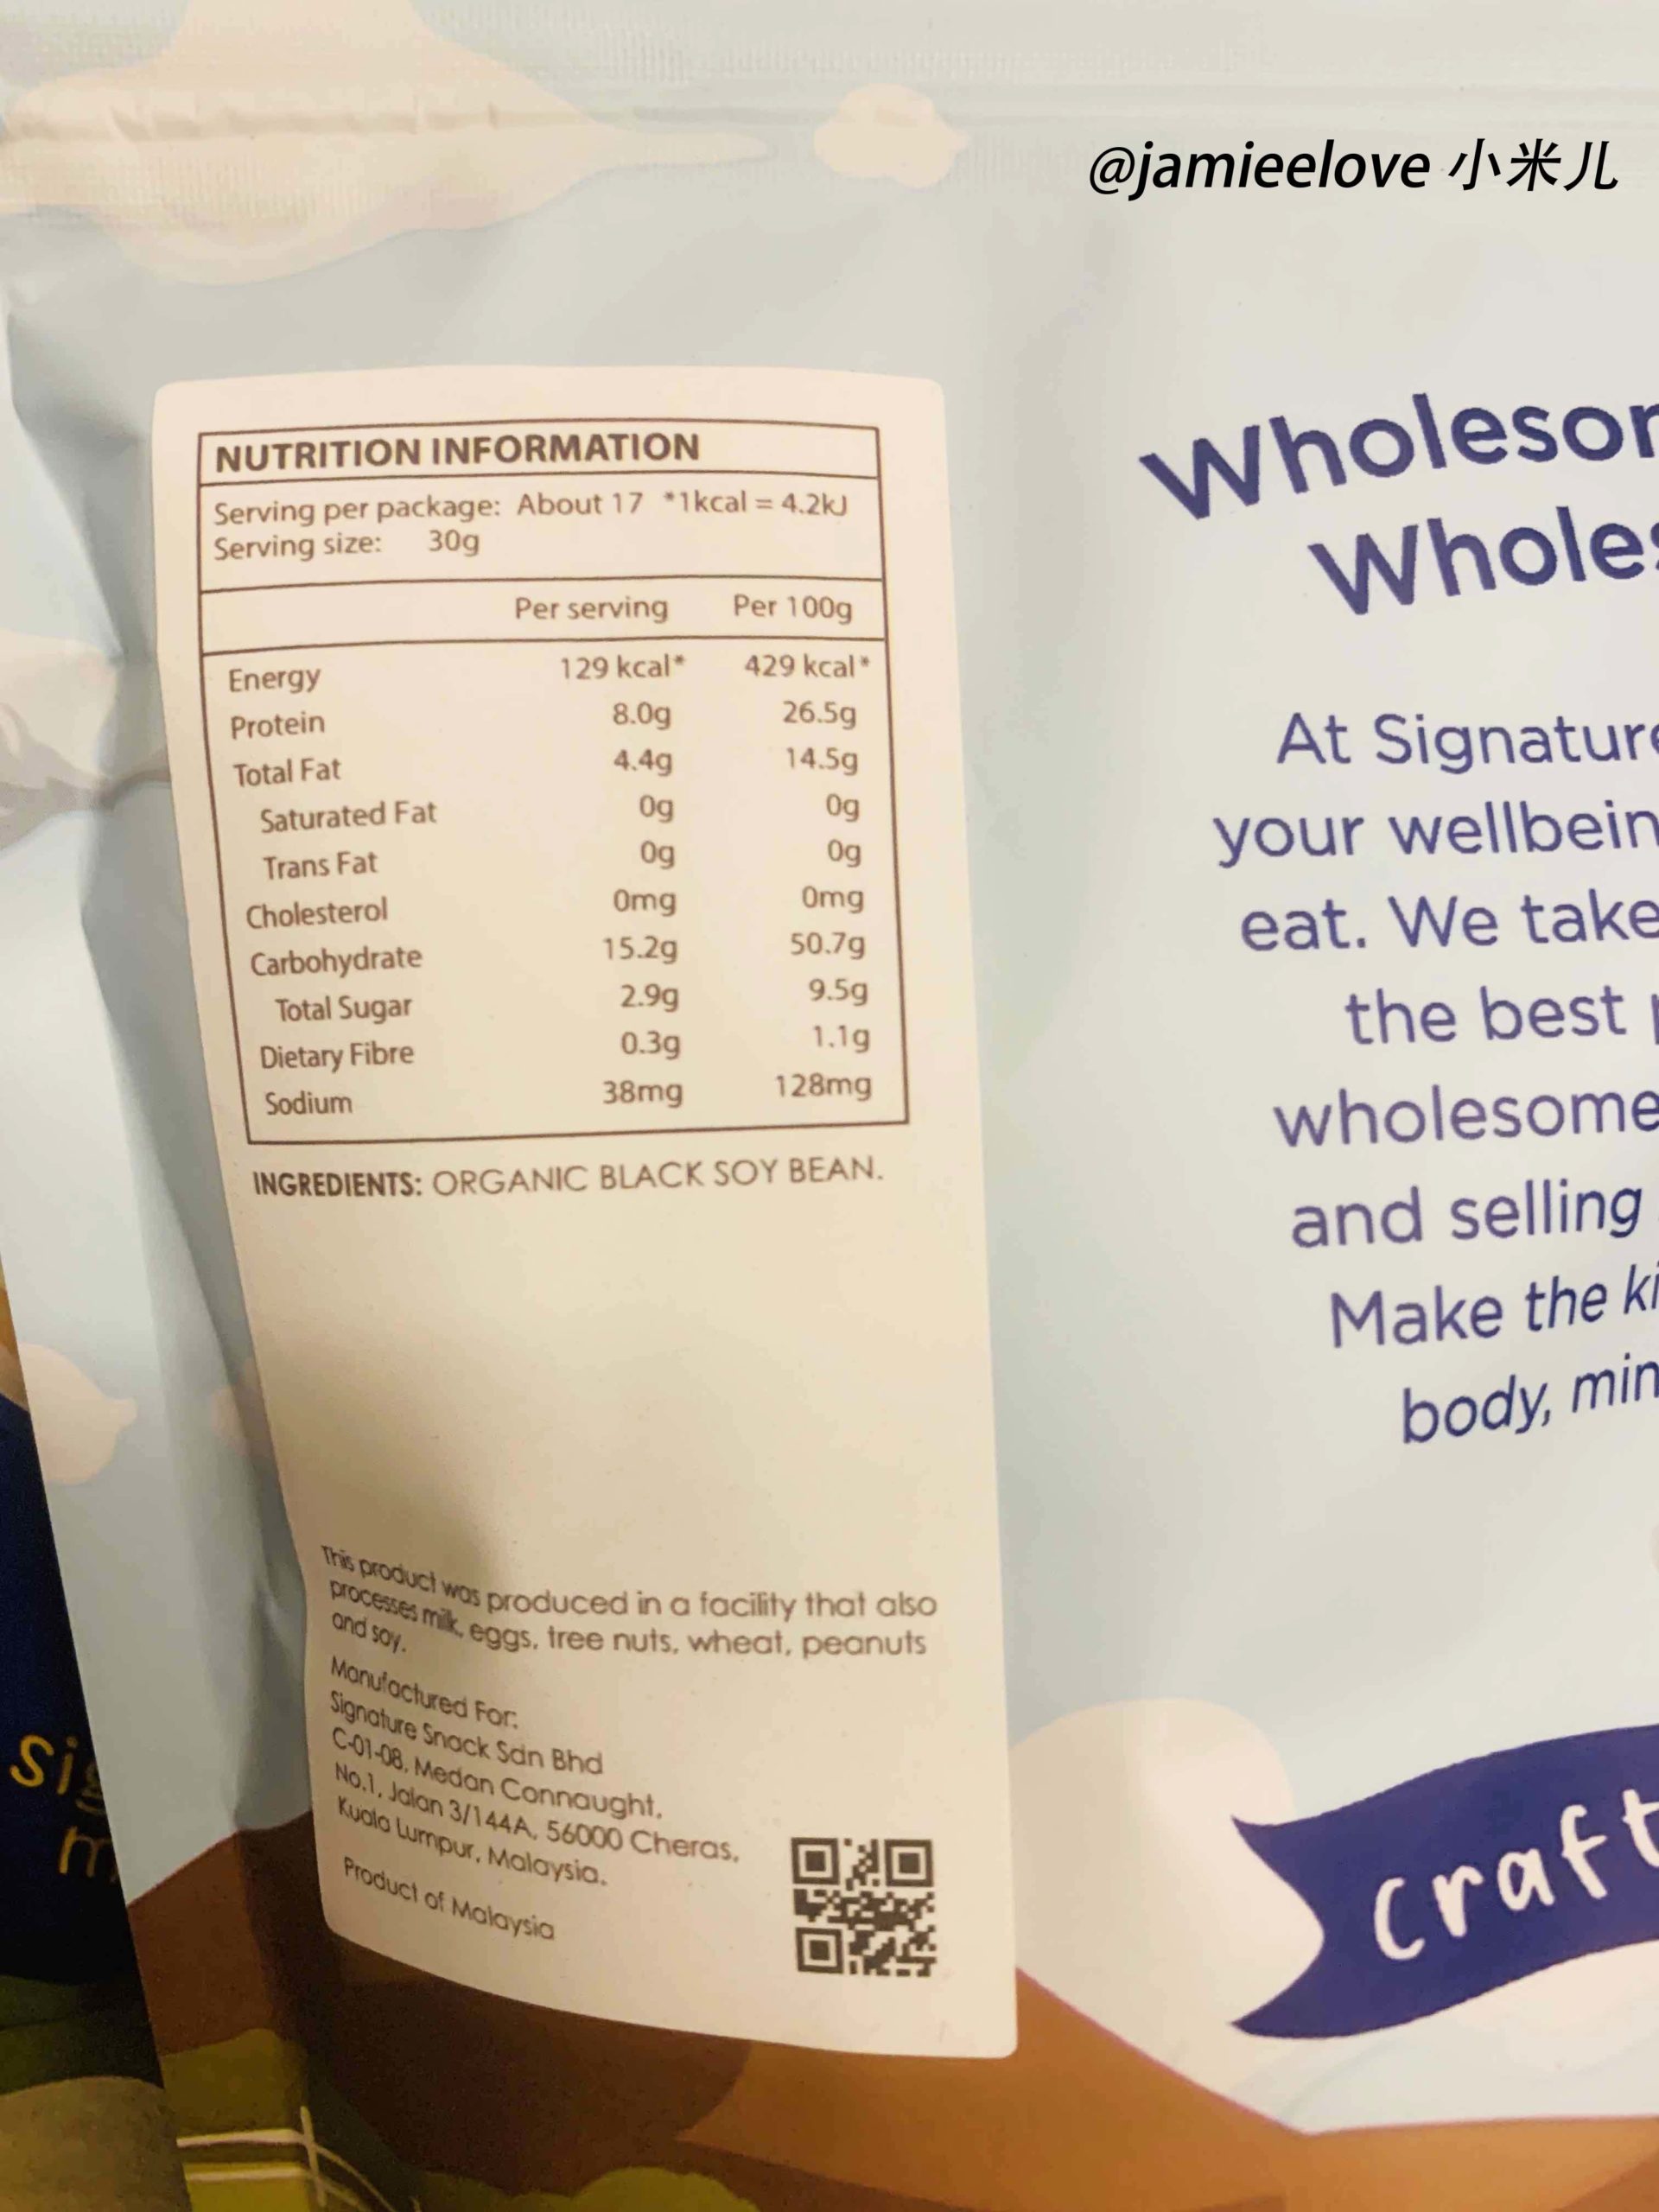 @jamieelove 小米儿
NUTRITION INFORMATION
Serving per package: About 17 *1kcal = 4.2kJ
Serving size: 30g
Per serving Per 100g
Energy 129 kcal* 429 kcal*
Protein 8.0g 26.5g
Total Fat 4.4g 14.5g
Saturated Fat 0g 0g
Trans Fat 0g 0g
Cholesterol 0mg 0mg
Carbohydrate 15.2g 50.7g
Total Sugar 2.9g 9.5g
Dietary Fibre 0.3g 1.1g
Sodium 38mg 128mg
INGREDIENTS: ORGANIC BLACK SOY BEAN.
This product was produced in a facility that also
processes milk, eggs, tree nuts, wheat, peanuts
and soy.
Manufactured For:
Signature Snack Sdn Bhd
C-01-08, Medan Connaught,
No.1, Jalan 3/144A, 56000 Cheras,
Kuala Lumpur, Malaysia.
Product of Malaysia
Wholesom
Wholes
At Signature
your wellbein
eat. We take
the best
wholesome
and selling
Make the ki
body, min
craft